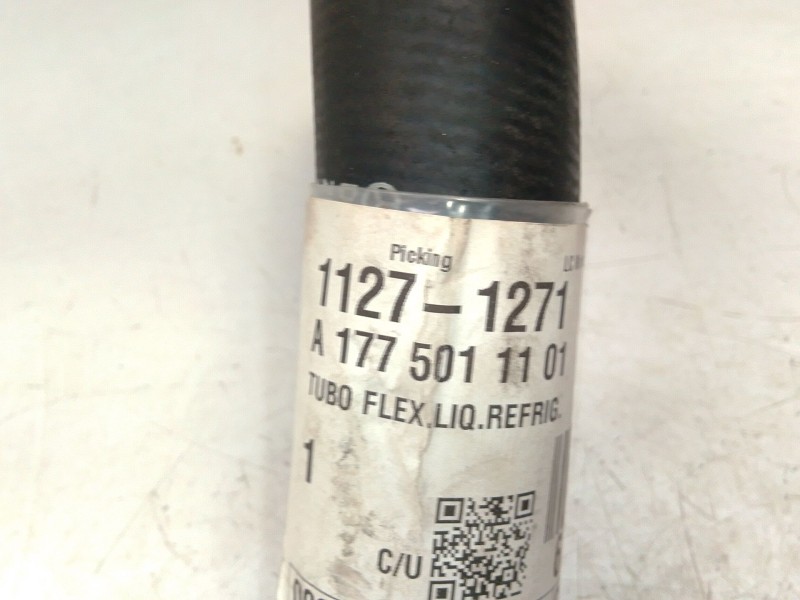 Picking
1127-1271
A 177 501 11 01
TUBO FLEX.LIQ.REFRIG.
1
C/U